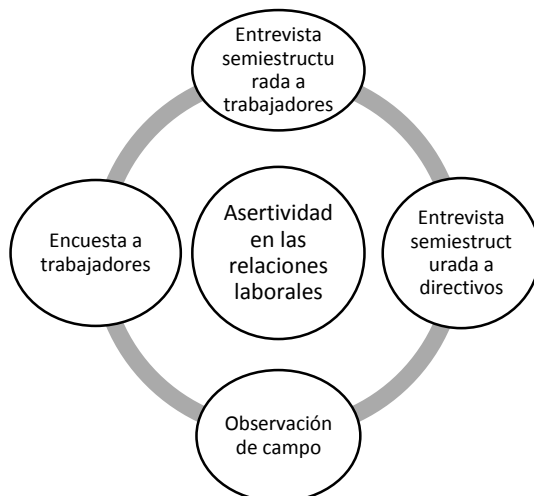 Entrevista
semiestructu
rada a
trabajadores
Encuesta a
trabajadores
Asertividad
en las
relaciones
laborales
Entrevista
semiestruct
urada a
directivos
Observación
de campo